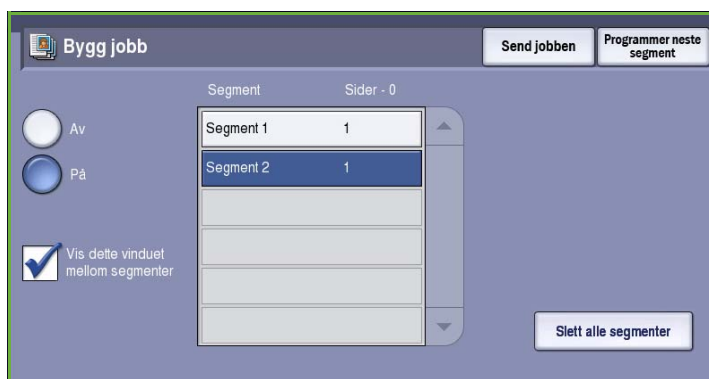 Bygg jobb
Send jobben
Programmer neste
segment
Segment Sider - 0
Av
På
Segment 1 1
Segment 2 1
Vis dette vinduet
mellom segmenter
Slett alle segmenter